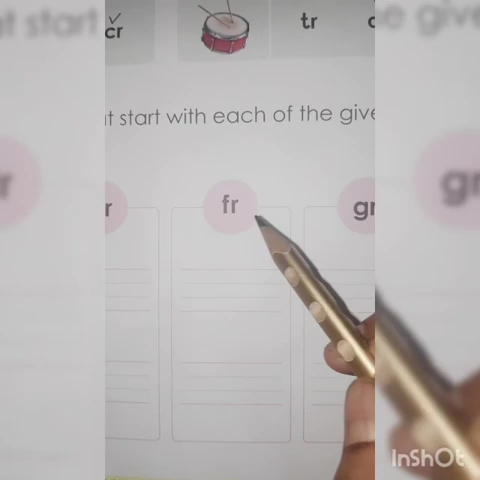 cr tr
t start with each of the give
r fr gr
InShOt